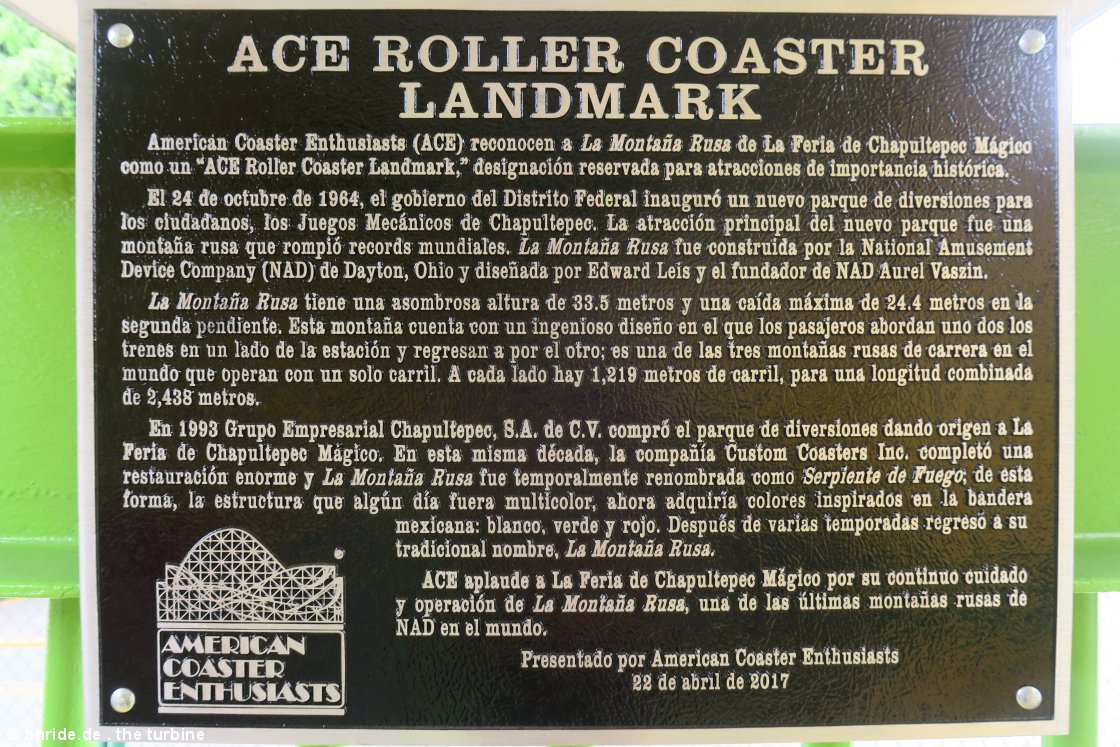 ACE ROLLER COASTER
LANDMARK
American Coaster Enthusiasts (ACE) reconocen a La Montaña Rusa de La Feria de Chapultepec Mágico
como un “ACE Roller Coaster Landmark,” designación reservada para atracciones de importancia histórica.
El 24 de octubre de 1964, el gobierno del Distrito Federal inauguró un nuevo parque de diversiones para
los ciudadanos, los Juegos Mecánicos de Chapultepec. La atracción principal del nuevo parque fue una
montaña rusa que rompió records mundiales. La Montaña Rusa fue construida por la National Amusement
Device Company (NAD) de Dayton, Ohio y diseñada por Edward Leis y el fundador de NAD Aurel Vaszin.
La Montaña Rusa tiene una asombrosa altura de 33.5 metros y una caída máxima de 24.4 metros en la
segunda pendiente. Esta montaña cuenta con un ingenioso diseño en el que los pasajeros abordan uno dos los
trenes en un lado de la estación y regresan a por el otro; es una de las tres montañas rusas de carrera en el
mundo que operan con un solo carril. A cada lado hay 1,219 metros de carril, para una longitud combinada
de 2,438 metros.
En 1993 Grupo Empresarial Chapultepec, S.A. de C.V. compró el parque de diversiones dando origen a La
Feria de Chapultepec Mágico. En esta misma década, la compañía Custom Coasters Inc. completó una
restauración enorme y La Montaña Rusa fue temporalmente renombrada como Serpiente de Fuego; de esta
forma, la estructura que algún día fuera multicolor, ahora adquiría colores inspirados en la bandera
mexicana: blanco, verde y rojo. Después de varias temporadas regresó a su
tradicional nombre, La Montaña Rusa.
ACE aplaude a La Feria de Chapultepec Mágico por su continuo cuidado
y operación de La Montaña Rusa, una de las últimas montañas rusas de
NAD en el mundo.
Presentado por American Coaster Enthusiasts
22 de abril de 2017
AMERICAN
COASTER
ENTHUSIASTS
© onride.de . the turbine